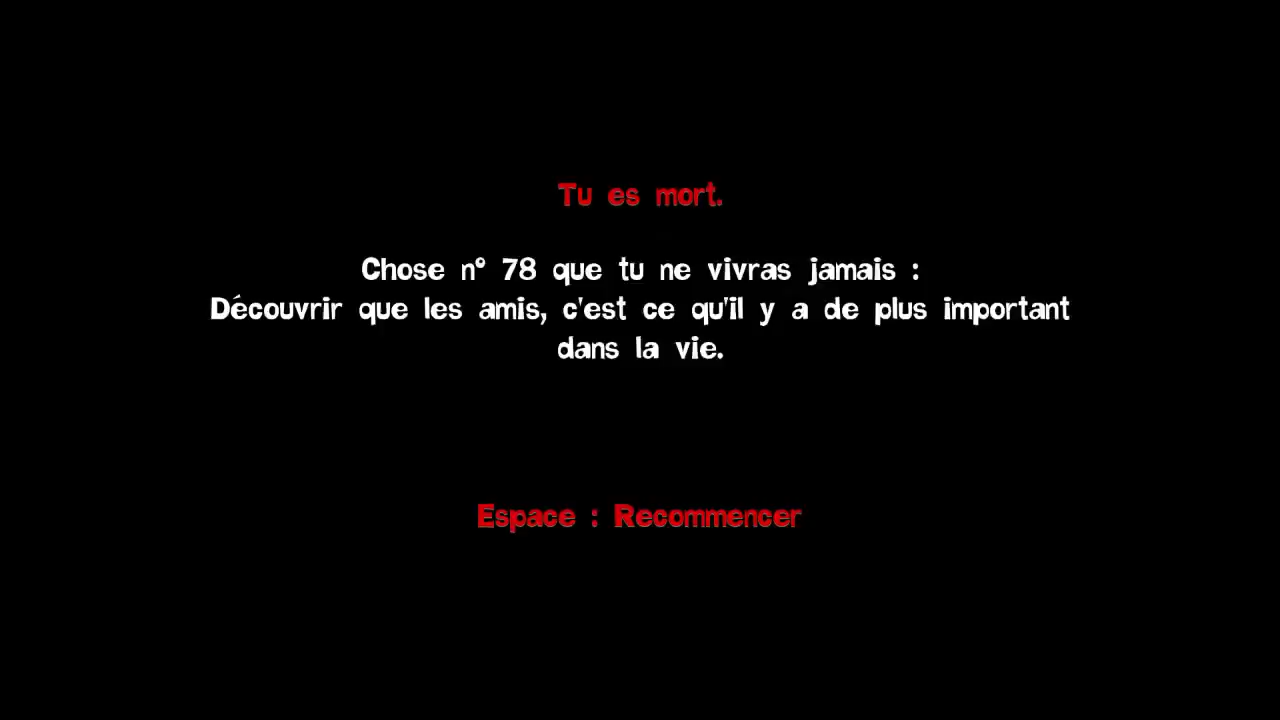 Tu es mort.
Chose n° 78 que tu ne vivras jamais :
Découvrir que les amis, c'est ce qu'il y a de plus important
dans la vie.
Espace : Recommencer